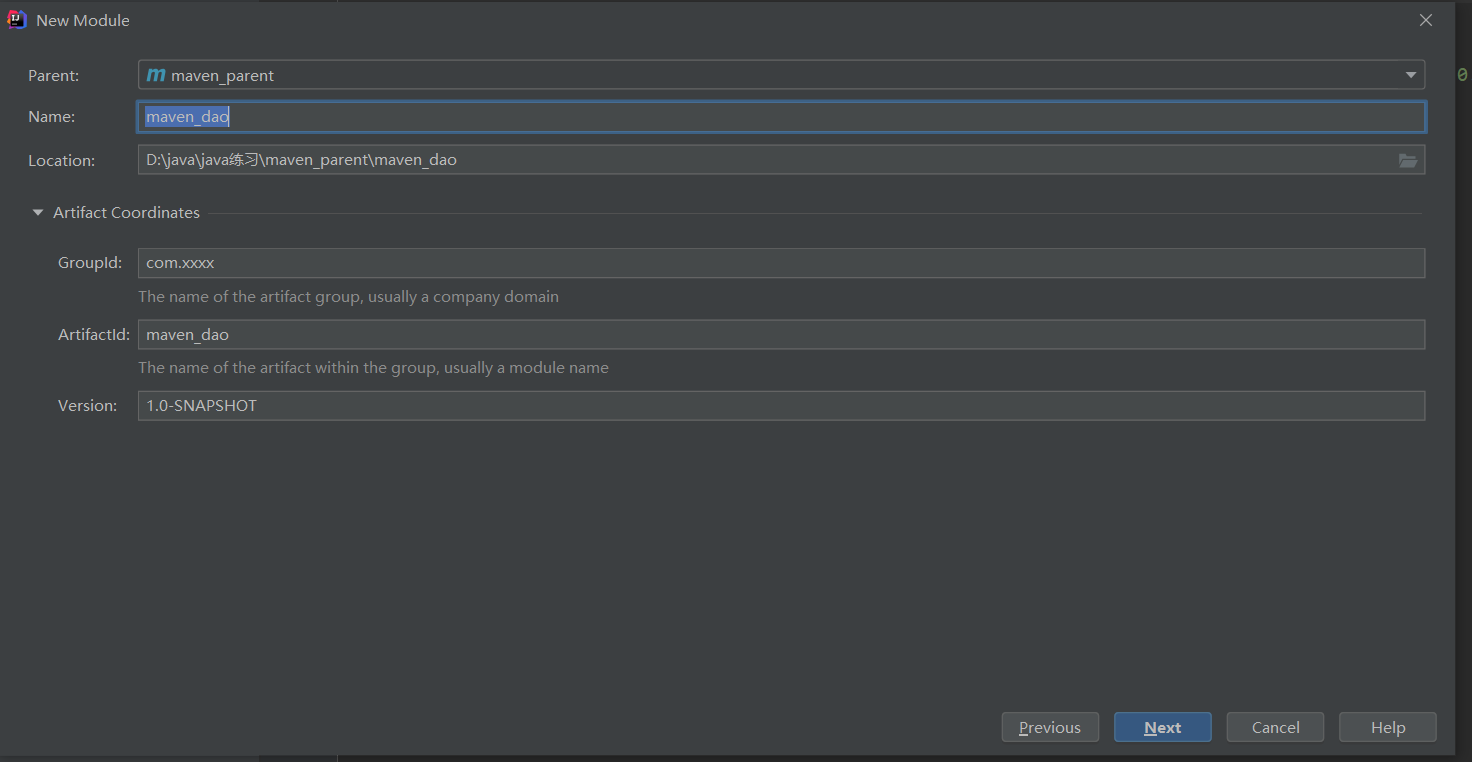 New Module
Parent: maven_parent
Name: maven_dao
Location: D:\java\java练习\maven_parent\maven_dao
Artifact Coordinates
GroupId: com.xxxx
The name of the artifact group, usually a company domain
ArtifactId: maven_dao
The name of the artifact within the group, usually a module name
Version: 1.0-SNAPSHOT
Previous Next Cancel Help
0